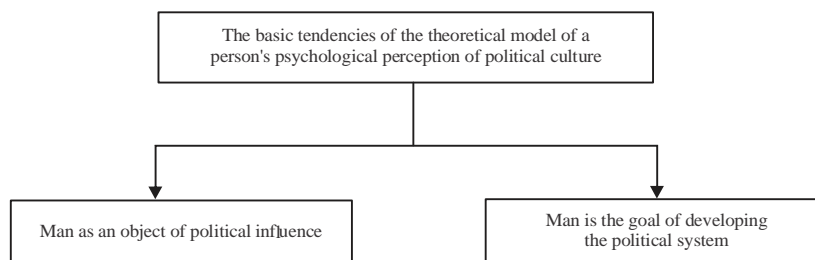 The basic tendencies of the theoretical model of a
person's psychological perception of political culture
Man as an object of political influence
Man is the goal of developing
the political system